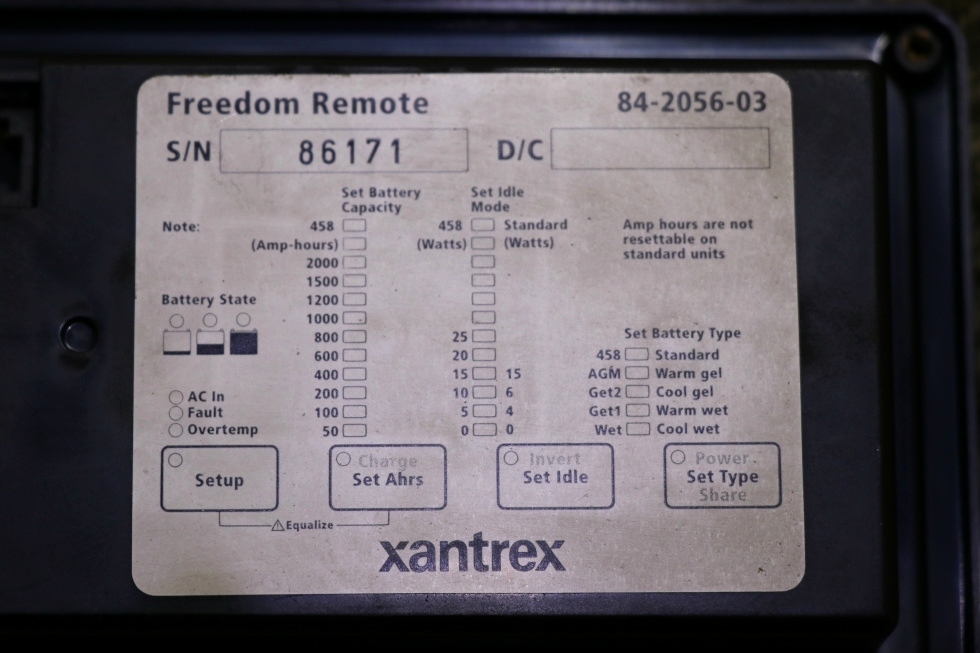 Freedom Remote 84-2056-03
S/N 86171 D/C
Set Battery Capacity
Set Idle Mode
Note: 458 458 Standard
(Amp-hours) (Watts) (Watts)
Amp hours are not
resettable on
standard units
2000
1500
1200
1000
800 25
600 20
400 15 15
200 10 6
100 5 4
50 0 0
Battery State
AC In
Fault
Overtemp
Set Battery Type
458 Standard
AGM Warm gel
Get2 Cool gel
Get1 Warm wet
Wet Cool wet
Setup
Charge
Set Ahrs
Invert
Set Idle
Power
Set Type
Share
Equalize
xantrex